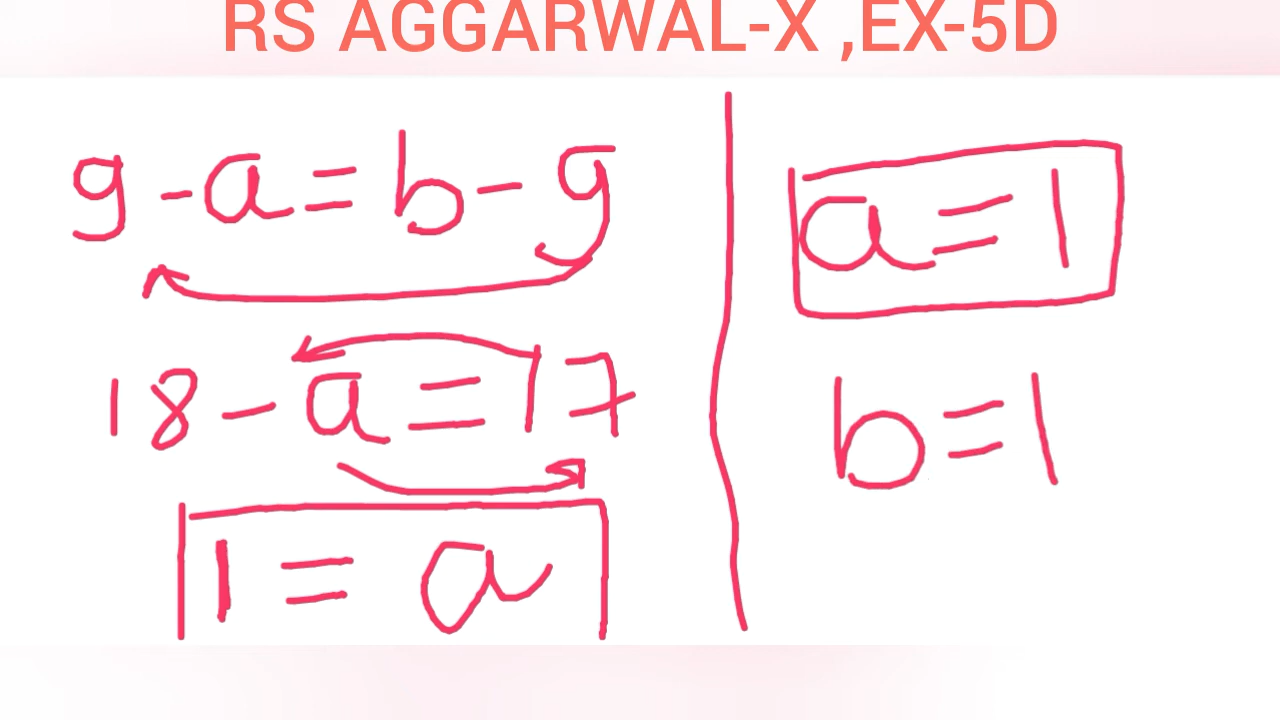 RS AGGARWAL-X ,EX-5D
9-a=b-9
18-a=17
1=a
a=1
b=1